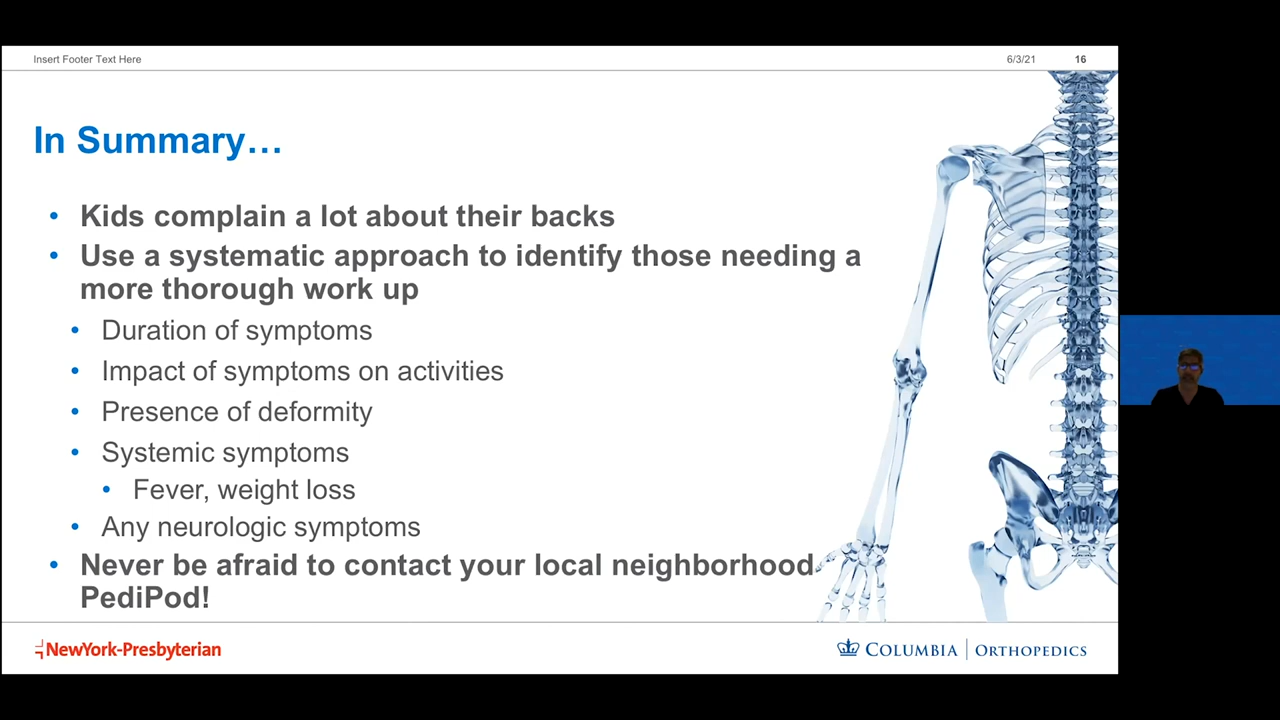 Insert Footer Text Here
6/3/21
16
In Summary…
• Kids complain a lot about their backs
• Use a systematic approach to identify those needing a
more thorough work up
• Duration of symptoms
• Impact of symptoms on activities
• Presence of deformity
• Systemic symptoms
• Fever, weight loss
• Any neurologic symptoms
• Never be afraid to contact your local neighborhood
PediPod!
NewYork-Presbyterian
COLUMBIA | ORTHOPEDICS